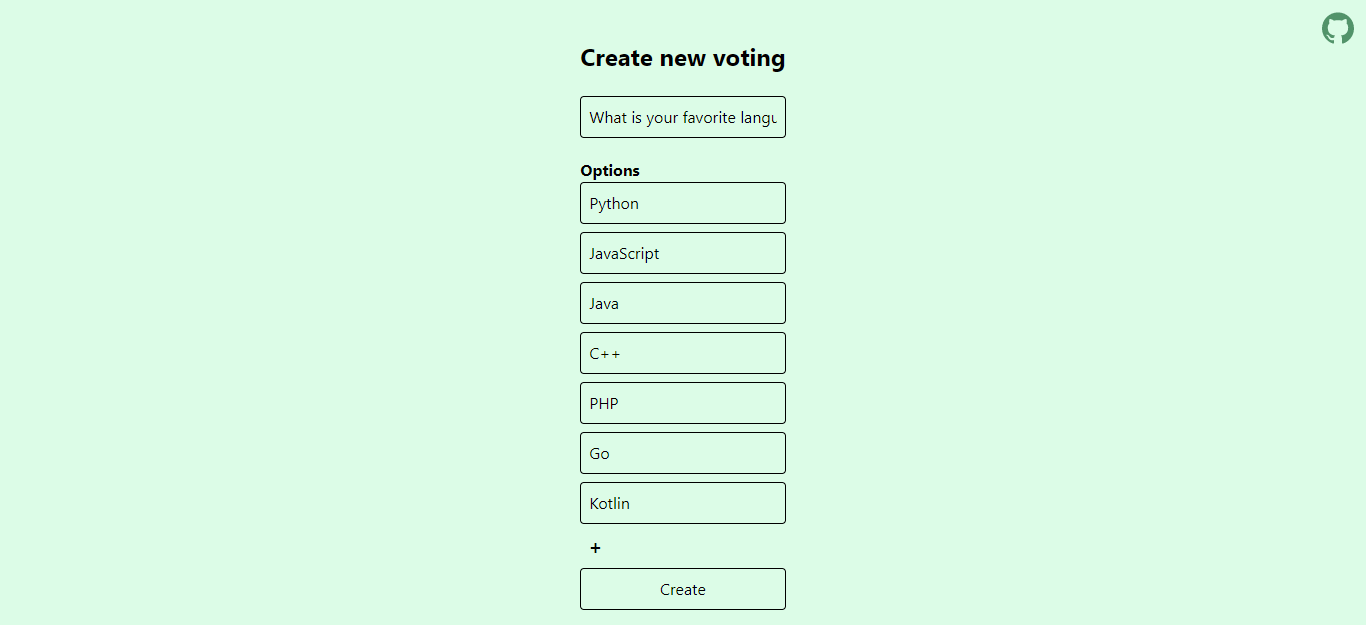 Create new voting
What is your favorite langu
Options
Python
JavaScript
Java
C++
PHP
Go
Kotlin
+
Create